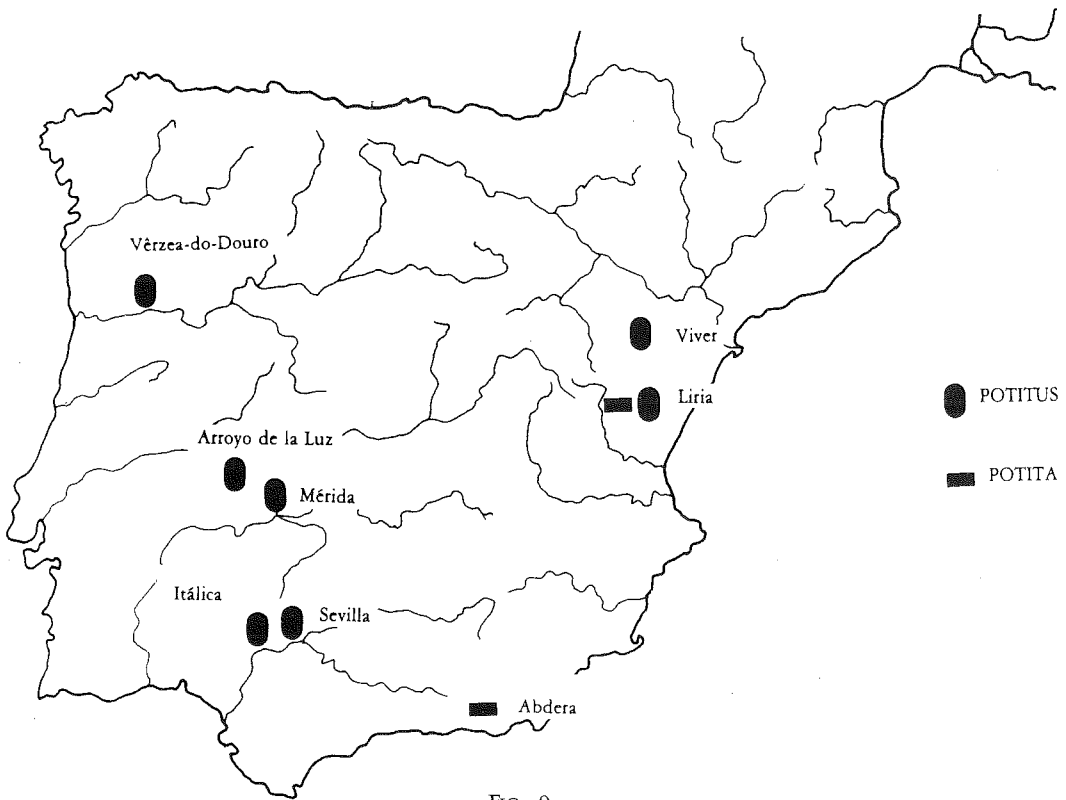 Vêrzea-do-Douro
Viver
Liria
POTITUS
Arroyo de la Luz
POTITA
Mérida
Itálica
Sevilla
Abdera